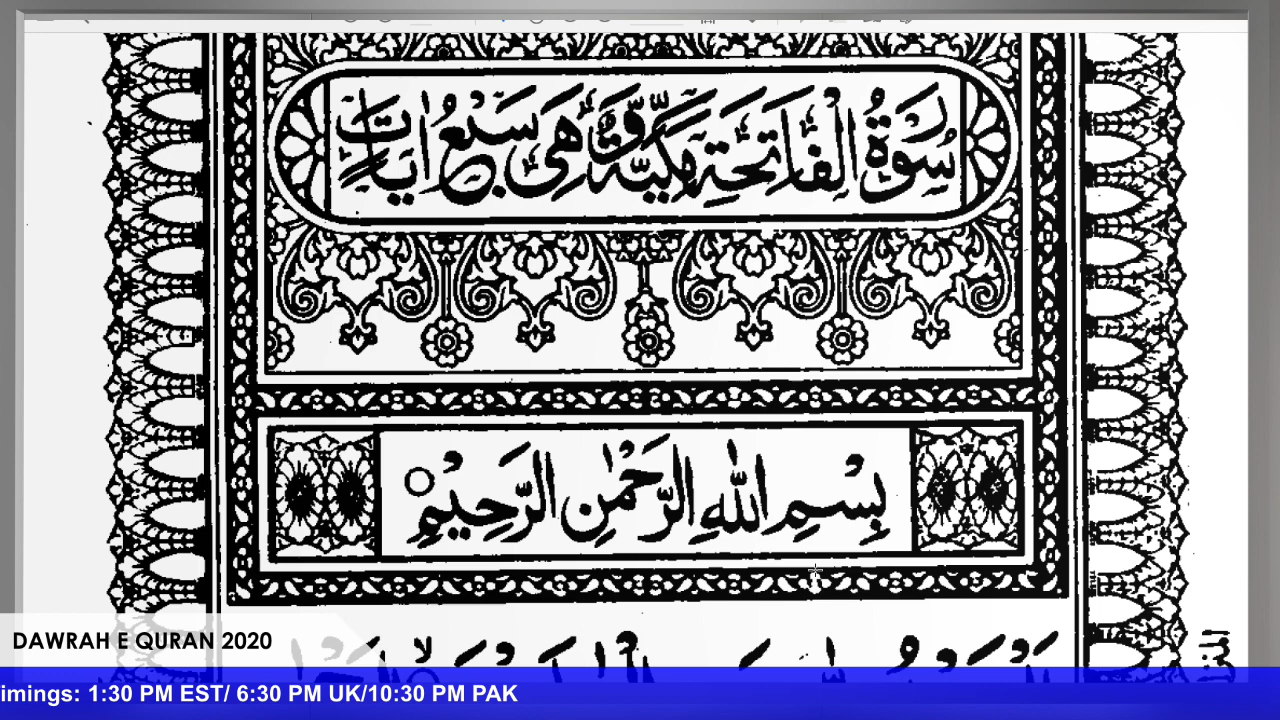 سُوْرَةُ الْفَاتِحَةِ مَكِّيَّةٌ وَّهِىَ سَبْعُ اٰيَاتٍ
بِسْمِ اللّٰهِ الرَّحْمٰنِ الرَّحِيْمِ
DAWRAH E QURAN 2020
imings: 1:30 PM EST/ 6:30 PM UK/10:30 PM PAK